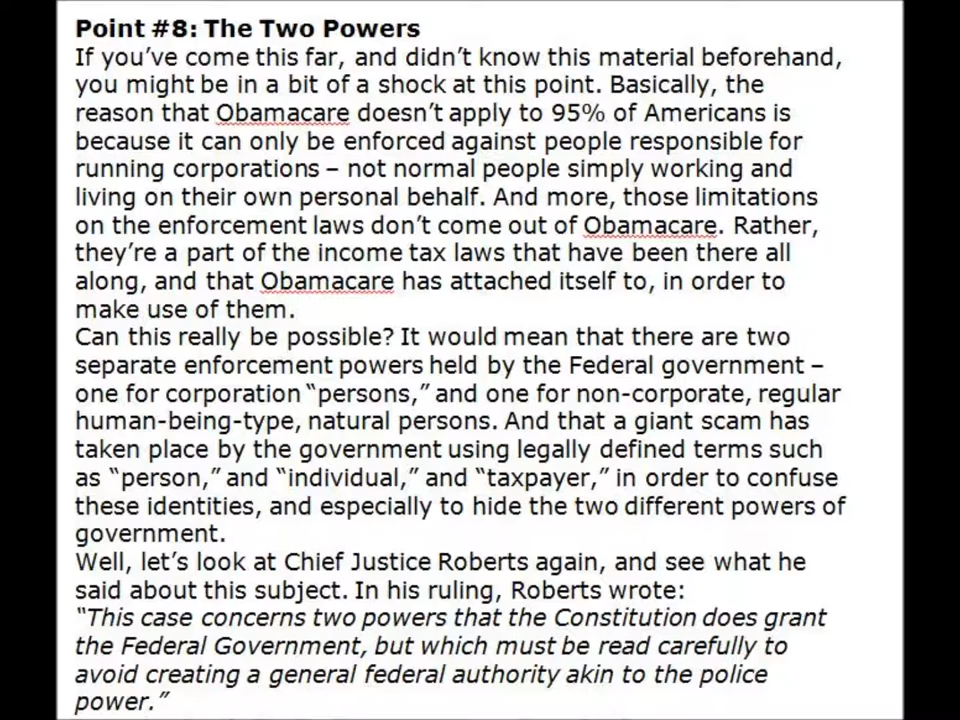 Point #8: The Two Powers
If you’ve come this far, and didn’t know this material beforehand,
you might be in a bit of a shock at this point. Basically, the
reason that Obamacare doesn’t apply to 95% of Americans is
because it can only be enforced against people responsible for
running corporations – not normal people simply working and
living on their own personal behalf. And more, those limitations
on the enforcement laws don’t come out of Obamacare. Rather,
they’re a part of the income tax laws that have been there all
along, and that Obamacare has attached itself to, in order to
make use of them.
Can this really be possible? It would mean that there are two
separate enforcement powers held by the Federal government –
one for corporation “persons,” and one for non-corporate, regular
human-being-type, natural persons. And that a giant scam has
taken place by the government using legally defined terms such
as “person,” and “individual,” and “taxpayer,” in order to confuse
these identities, and especially to hide the two different powers of
government.
Well, let’s look at Chief Justice Roberts again, and see what he
said about this subject. In his ruling, Roberts wrote:
“This case concerns two powers that the Constitution does grant
the Federal Government, but which must be read carefully to
avoid creating a general federal authority akin to the police
power.”